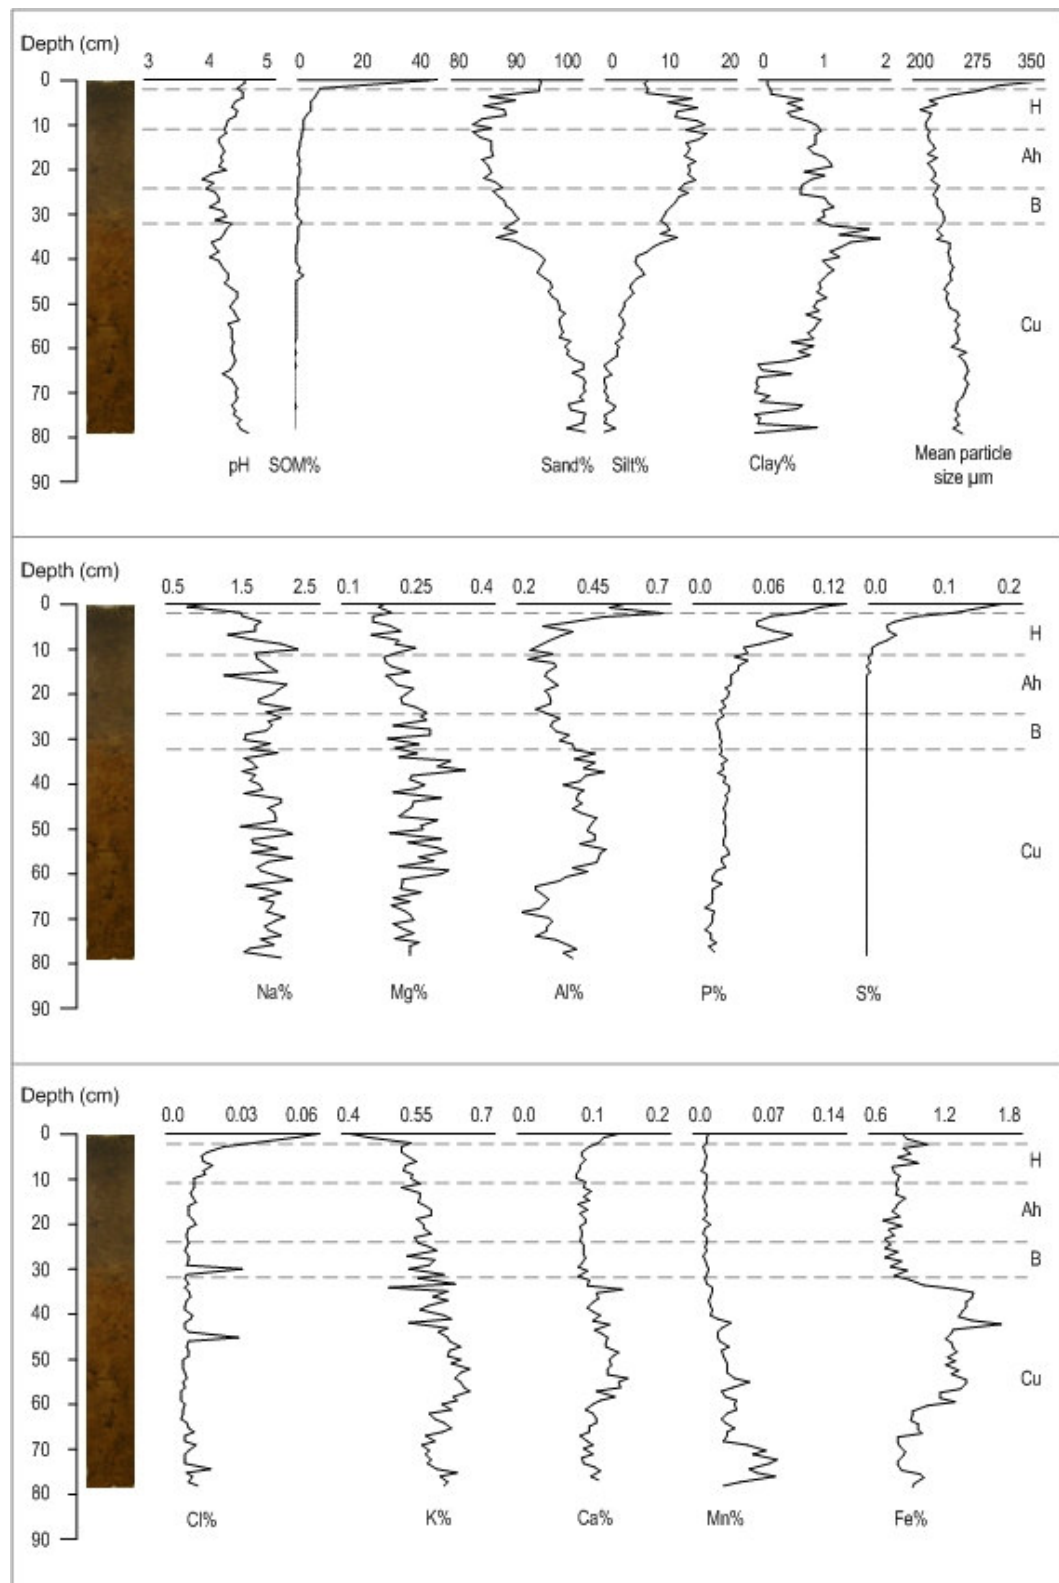 Depth (cm)
3 4 5 0 20 40 80 90 100 0 10 20 0 1 2 200 275 350
0
H
10
Ah
20
B
30
40
Cu
50
60
70
80
pH SOM% Sand% Silt% Clay% Mean particle
size µm
90
Depth (cm)
0.5 1.5 2.5 0.1 0.25 0.4 0.2 0.45 0.7 0.0 0.06 0.12 0.0 0.1 0.2
0
H
10
Ah
20
B
30
40
50
Cu
60
70
80
Na% Mg% Al% P% S%
90
Depth (cm)
0.0 0.03 0.06 0.4 0.55 0.7 0.0 0.1 0.2 0.0 0.07 0.14 0.6 1.2 1.8
0
H
10
Ah
20
B
30
40
50
Cu
60
70
80
Cl% K% Ca% Mn% Fe%
90